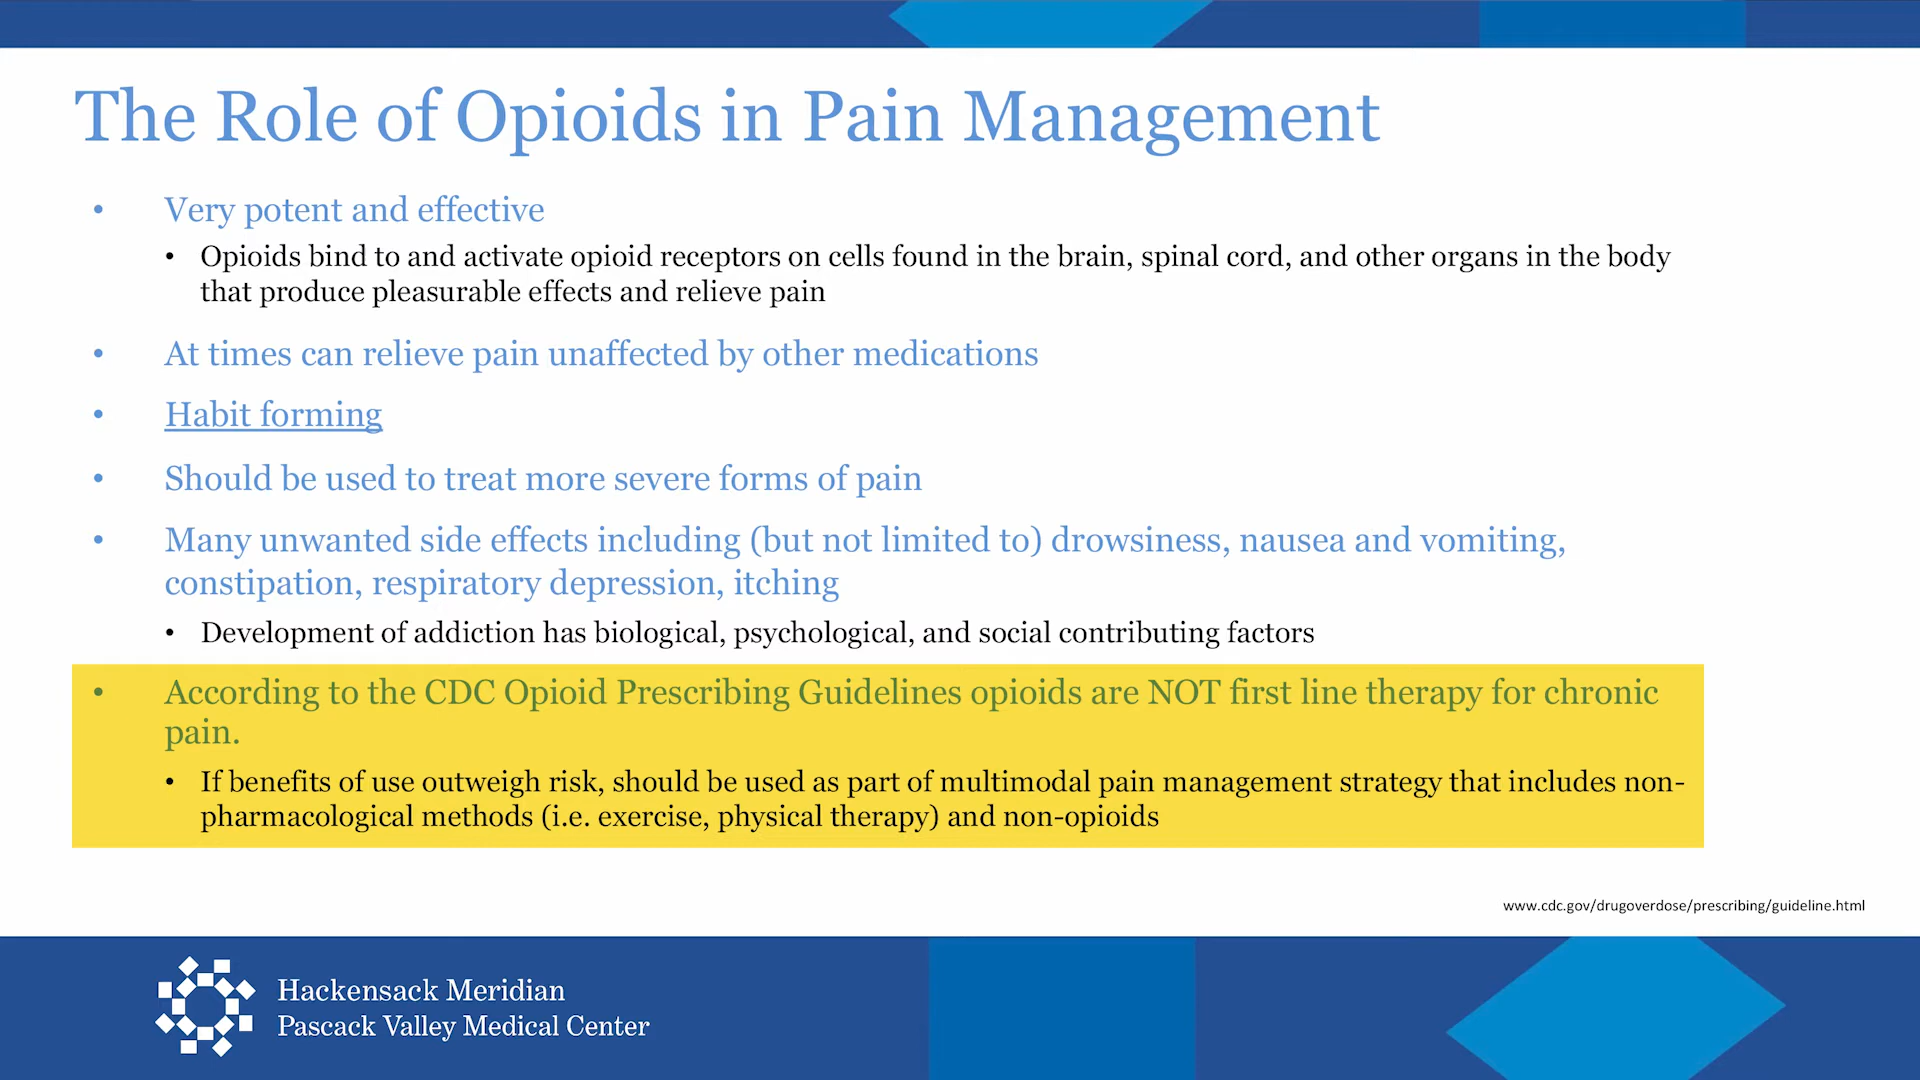 The Role of Opioids in Pain Management
• Very potent and effective
• Opioids bind to and activate opioid receptors on cells found in the brain, spinal cord, and other organs in the body
that produce pleasurable effects and relieve pain
• At times can relieve pain unaffected by other medications
• Habit forming
• Should be used to treat more severe forms of pain
• Many unwanted side effects including (but not limited to) drowsiness, nausea and vomiting,
constipation, respiratory depression, itching
• Development of addiction has biological, psychological, and social contributing factors
• According to the CDC Opioid Prescribing Guidelines opioids are NOT first line therapy for chronic
pain.
• If benefits of use outweigh risk, should be used as part of multimodal pain management strategy that includes non-
pharmacological methods (i.e. exercise, physical therapy) and non-opioids
www.cdc.gov/drugoverdose/prescribing/guideline.html
Hackensack Meridian
Pascack Valley Medical Center